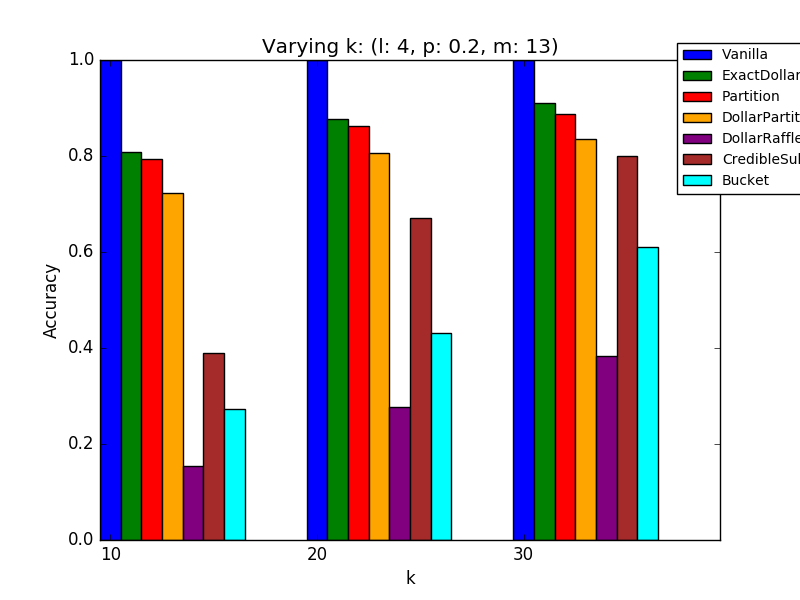 Varying k: (l: 4, p: 0.2, m: 13)
Vanilla
ExactDollar
Partition
DollarPartit
DollarRaffle
CredibleSu
Bucket
1.0
0.8
0.6
0.4
0.2
0.0
Accuracy
10 20 30
k